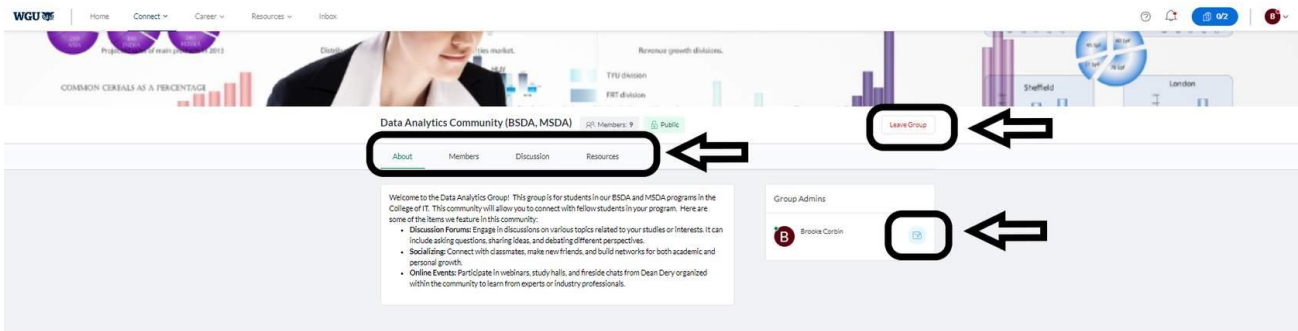 WGU Home Connect Career Resources Inbox 0/2 B
COMMON CEREALS AS A PERCENTAGE
Revenue growth divisions.
TYU division
FRT division
Sheffield London
Data Analytics Community (BSDA, MSDA) Members: 9 Public Leave Group
About Members Discussion Resources
Welcome to the Data Analytics Group! This group is for students in our BSDA and MSDA programs in the
College of IT. This community will allow you to connect with fellow students in your program. Here are
some of the items we feature in this community:
• Discussion Forums: Engage in discussions on various topics related to your studies or interests. It can
include asking questions, sharing ideas, and debating different perspectives.
• Socializing: Connect with classmates, make new friends, and build networks for both academic and
personal growth.
• Online Events: Participate in webinars, study halls, and fireside chats from Dean Dery organized
within the community to learn from experts or industry professionals.
Group Admins
B Brooke Corbin